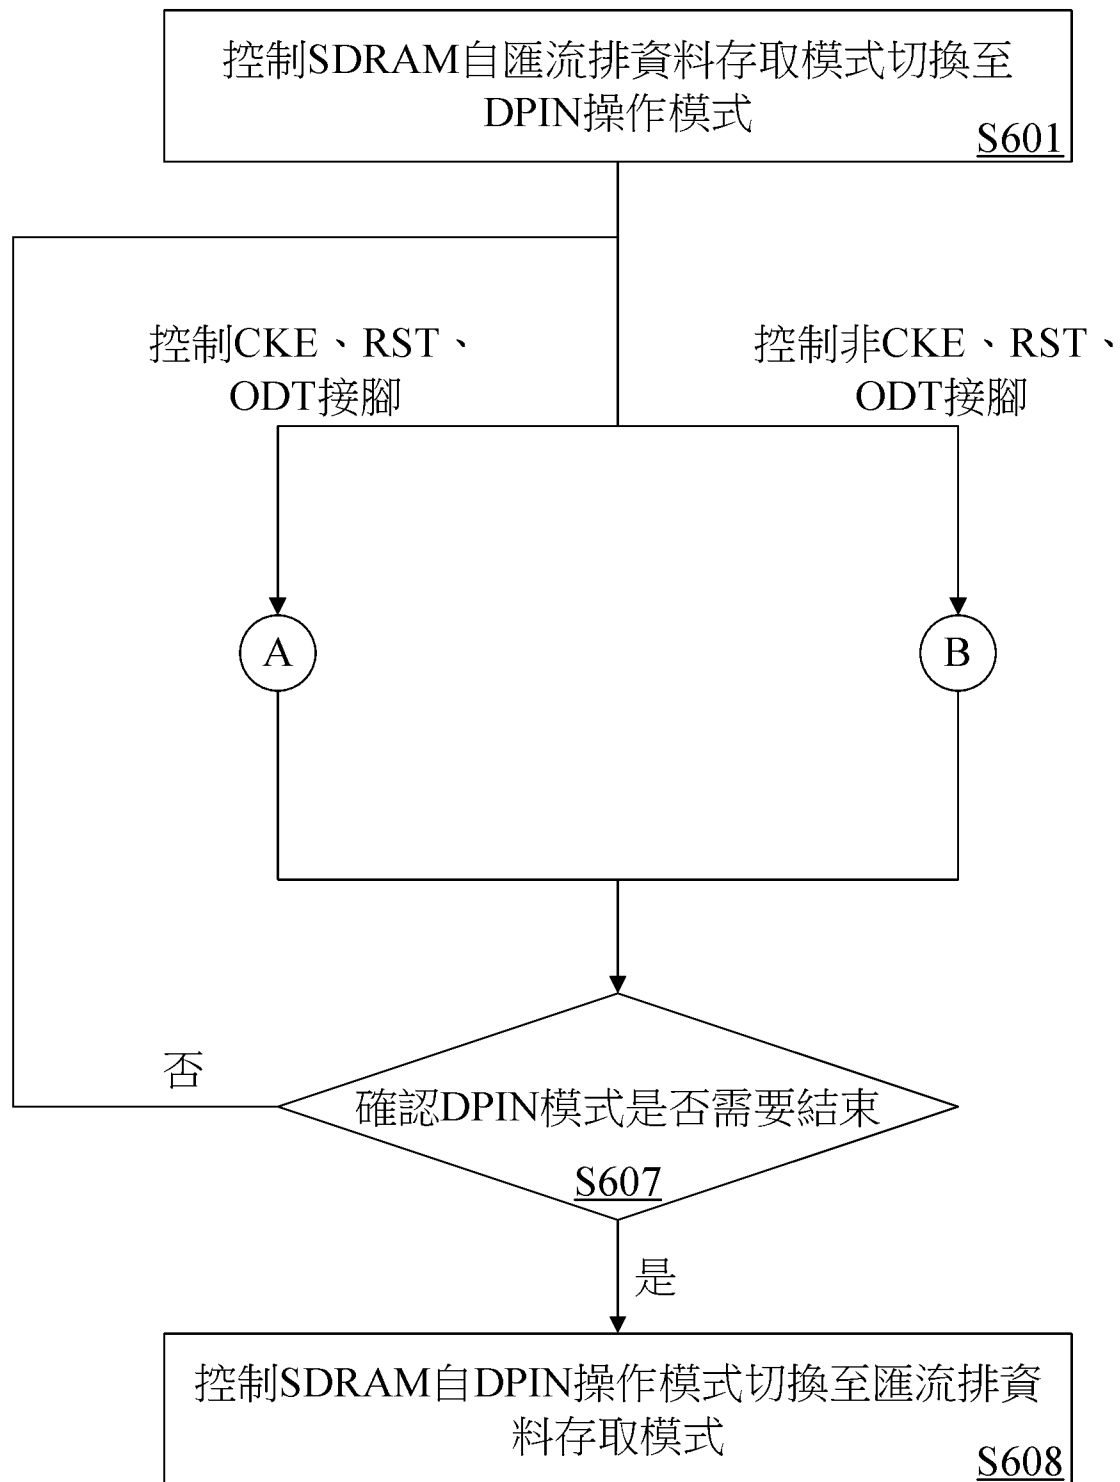 控制SDRAM自匯流排資料存取模式切換至
DPIN操作模式
S601
控制CKE、RST、
ODT接腳
控制非CKE、RST、
ODT接腳
A
B
否
確認DPIN模式是否需要結束
S607
是
控制SDRAM自DPIN操作模式切換至匯流排資
料存取模式
S608